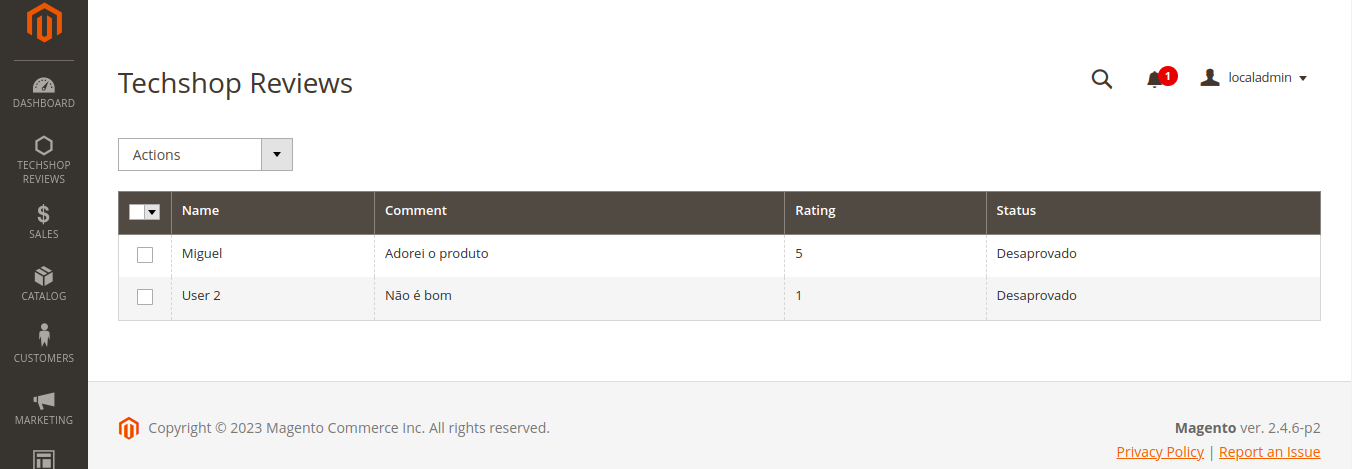 Techshop Reviews
1
localadmin
DASHBOARD
TECHSHOP
REVIEWS
SALES
CATALOG
CUSTOMERS
MARKETING
Actions
Name Comment Rating Status
Miguel Adorei o produto 5 Desaprovado
User 2 Não é bom 1 Desaprovado
Copyright © 2023 Magento Commerce Inc. All rights reserved.
Magento ver. 2.4.6-p2
Privacy Policy | Report an Issue